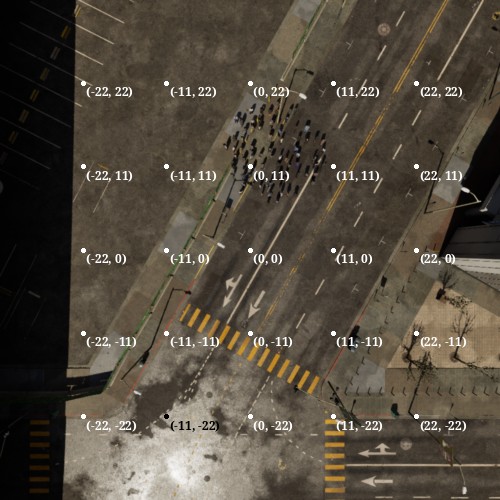 (-22, 22) (-11, 22) (0, 22) (11, 22) (22, 22)
(-22, 11) (-11, 11) (0, 11) (11, 11) (22, 11)
(-22, 0) (-11, 0) (0, 0) (11, 0) (22, 0)
(-22, -11) (-11, -11) (0, -11) (11, -11) (22, -11)
(-22, -22) (-11, -22) (0, -22) (11, -22) (22, -22)